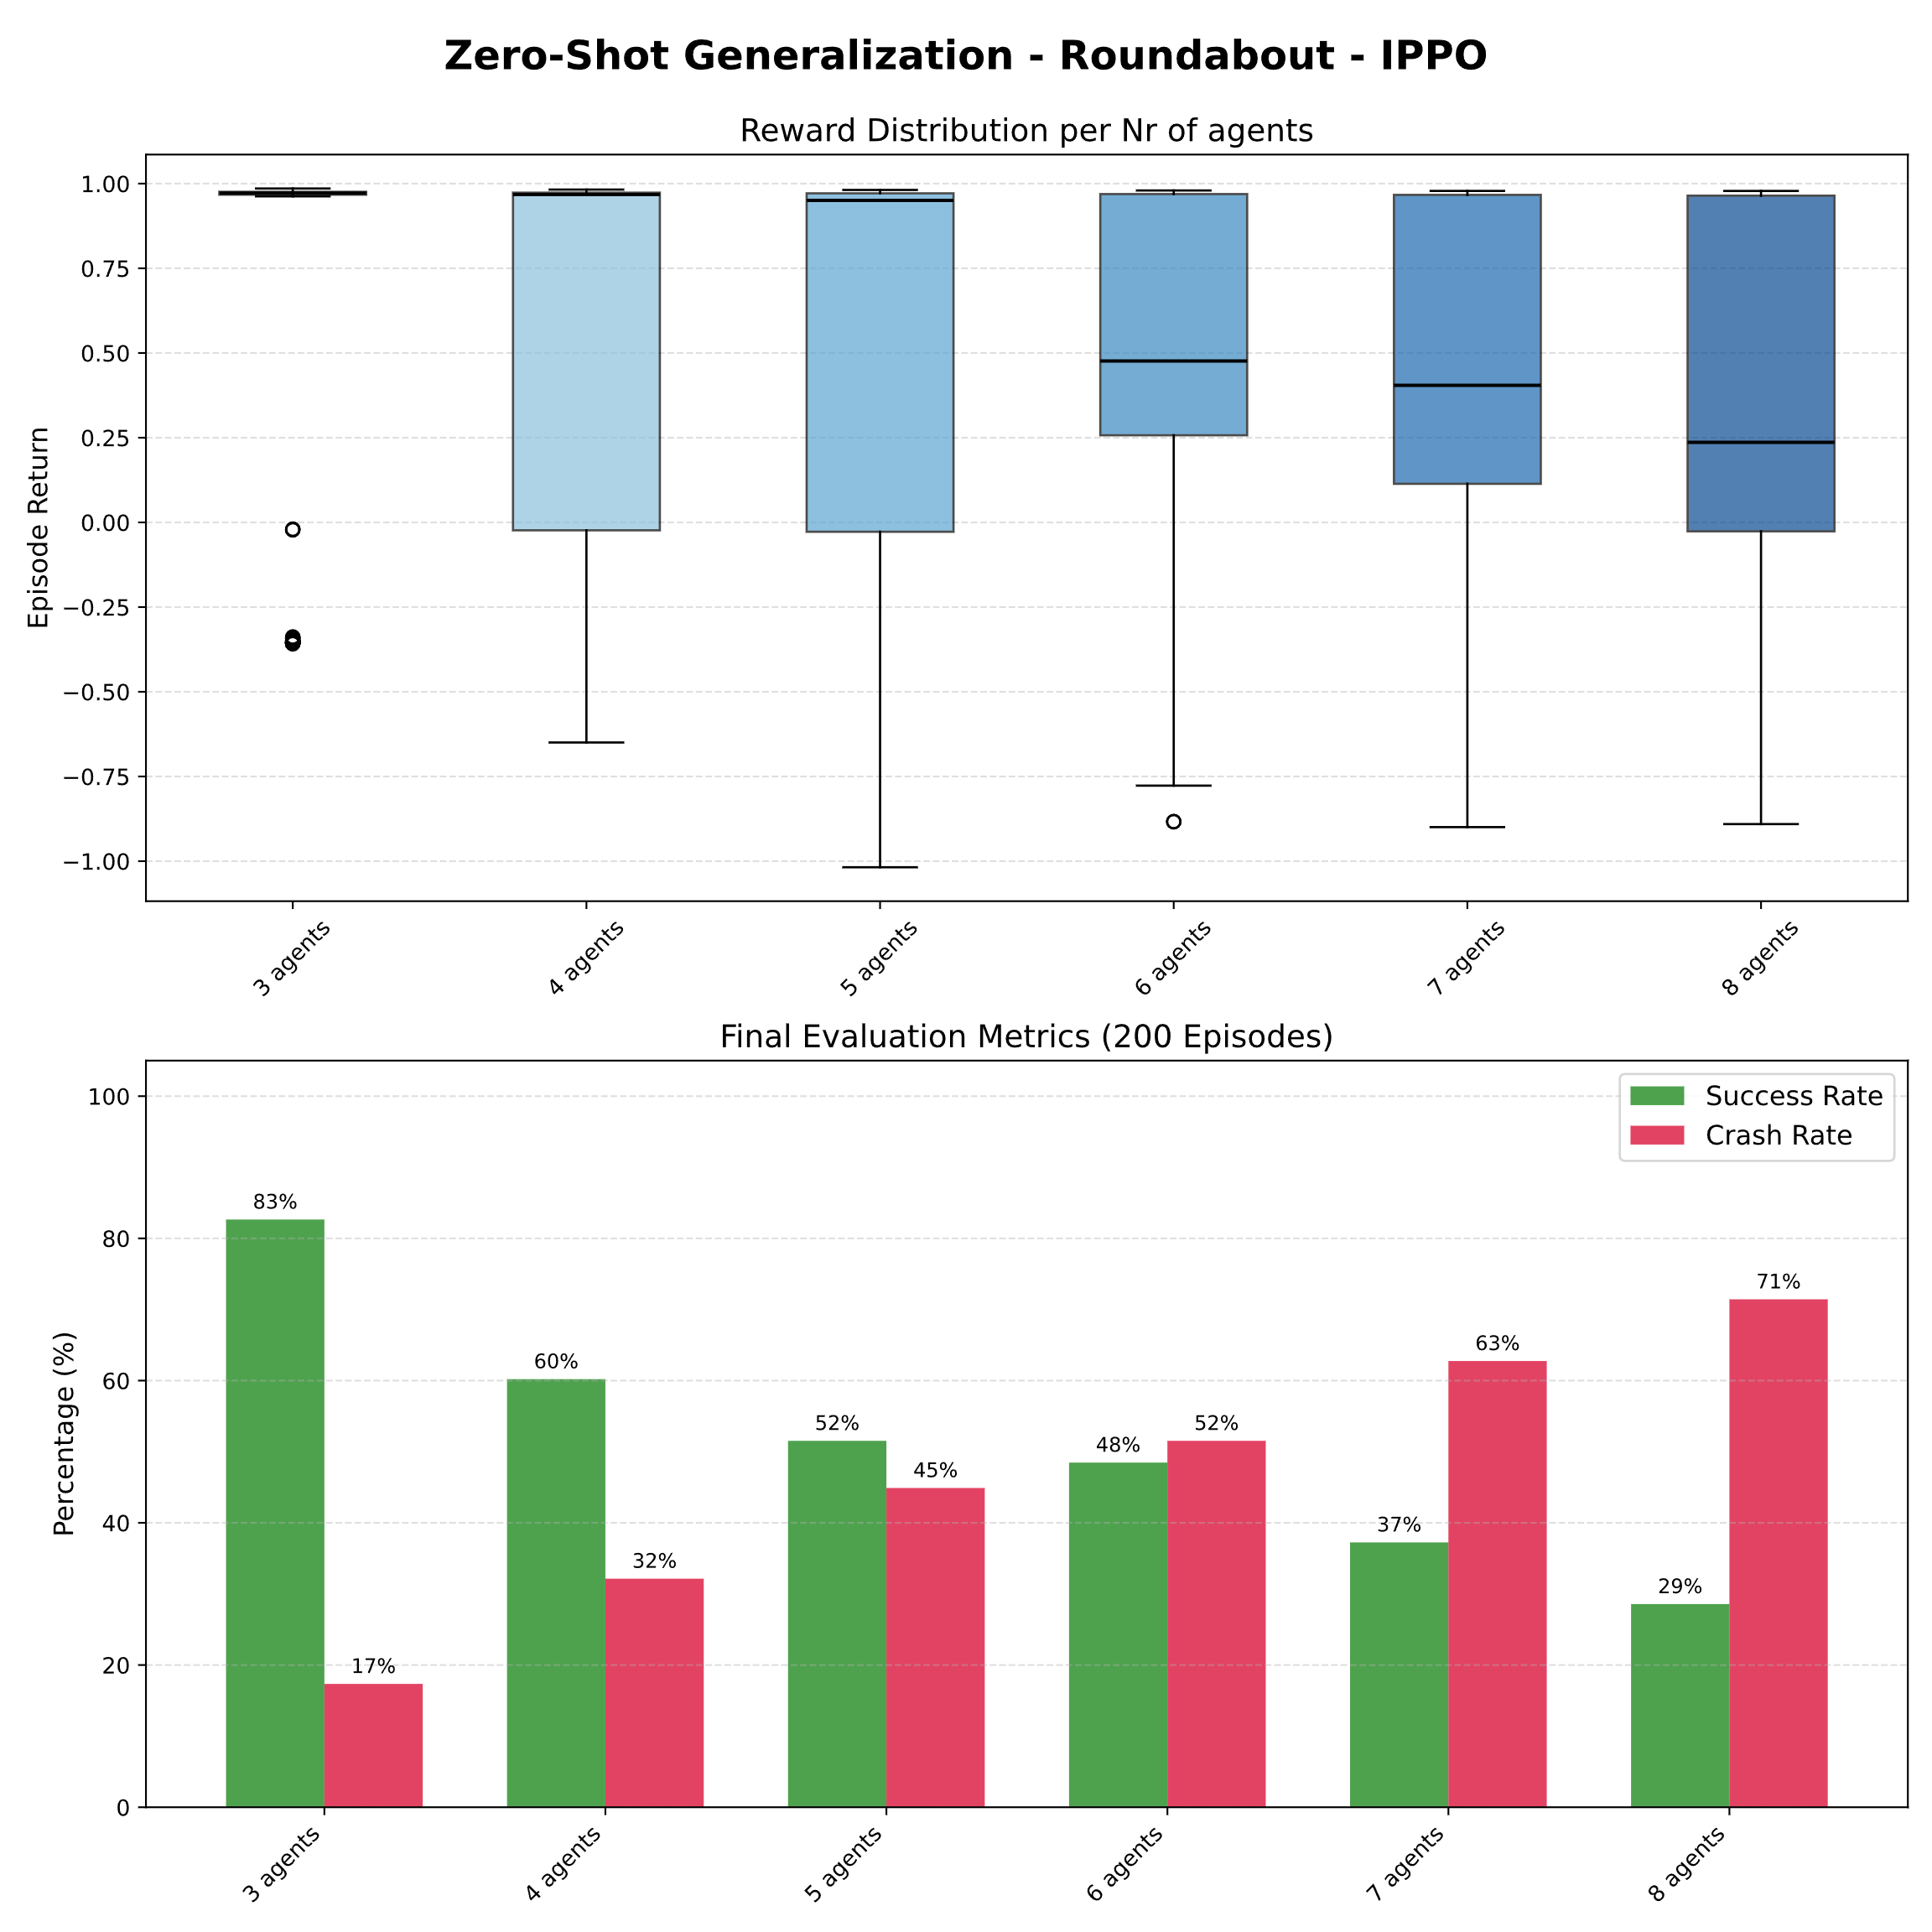 Zero-Shot Generalization - Roundabout - IPPO
Reward Distribution per Nr of agents
Episode Return
1.00
0.75
0.50
0.25
0.00
−0.25
−0.50
−0.75
−1.00
3 agents
4 agents
5 agents
6 agents
7 agents
8 agents
Final Evaluation Metrics (200 Episodes)
Percentage (%)
100
80
60
40
20
0
Success Rate
Crash Rate
83%
17%
60%
32%
52%
45%
48%
52%
37%
63%
29%
71%
3 agents
4 agents
5 agents
6 agents
7 agents
8 agents